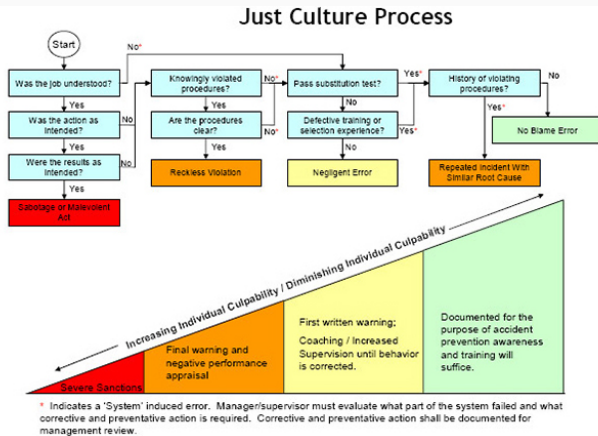 Just Culture Process
Start
No*
Was the job understood?
Knowingly violated
procedures?
No*
Pass substitution test?
Yes*
History of violating
procedures?
No
Yes
Yes
No
Yes*
Was the action as
intended?
No
Are the procedures
clear?
No*
Defective training or
selection experience?
Yes*
No Blame Error
Yes
Yes
No
Were the results as
intended?
No
Reckless Violation
Negligent Error
Repeated Incident With
Similar Root Cause
Yes
Sabotage or Malevolent
Act
Increasing Individual Culpability / Diminishing Individual Culpability
Severe Sanctions
Final warning and
negative performance
appraisal
First written warning;
Coaching / Increased
Supervision until behavior
is corrected.
Documented for the
purpose of accident
prevention awareness
and training will
suffice.
* Indicates a 'System' induced error. Manager/supervisor must evaluate what part of the system failed and what
corrective and preventative action is required. Corrective and preventative action shall be documented for
management review.